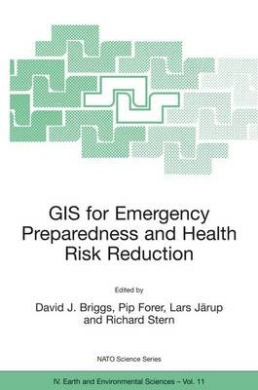 GIS for Emergency
Preparedness and Health
Risk Reduction
Edited by
David J. Briggs, Pip Forer, Lars Järup
and Richard Stern
NATO Science Series
IV. Earth and Environmental Sciences – Vol. 11